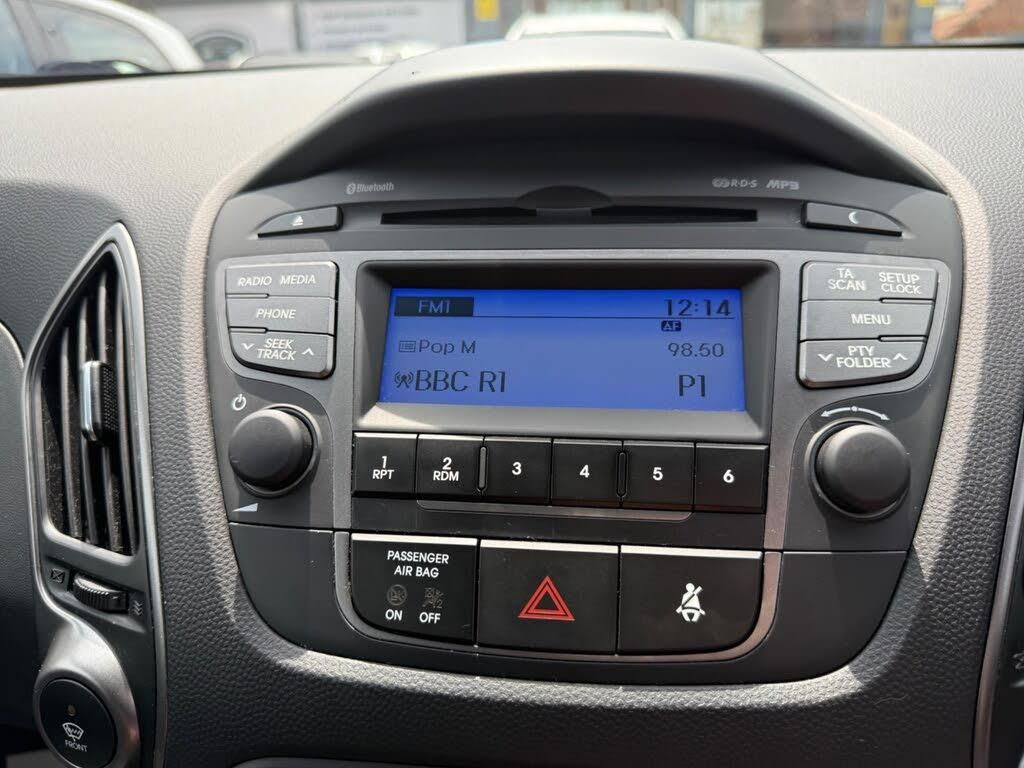 Bluetooth
R·D·S MP3
RADIO MEDIA
PHONE
SEEK
TRACK
FM1
12:14
AF
Pop M
98.50
BBC R1
P1
TA
SCAN
SETUP
CLOCK
MENU
PTY
FOLDER
1
RPT
2
RDM
3
4
5
6
PASSENGER
AIR BAG
ON
OFF
FRONT